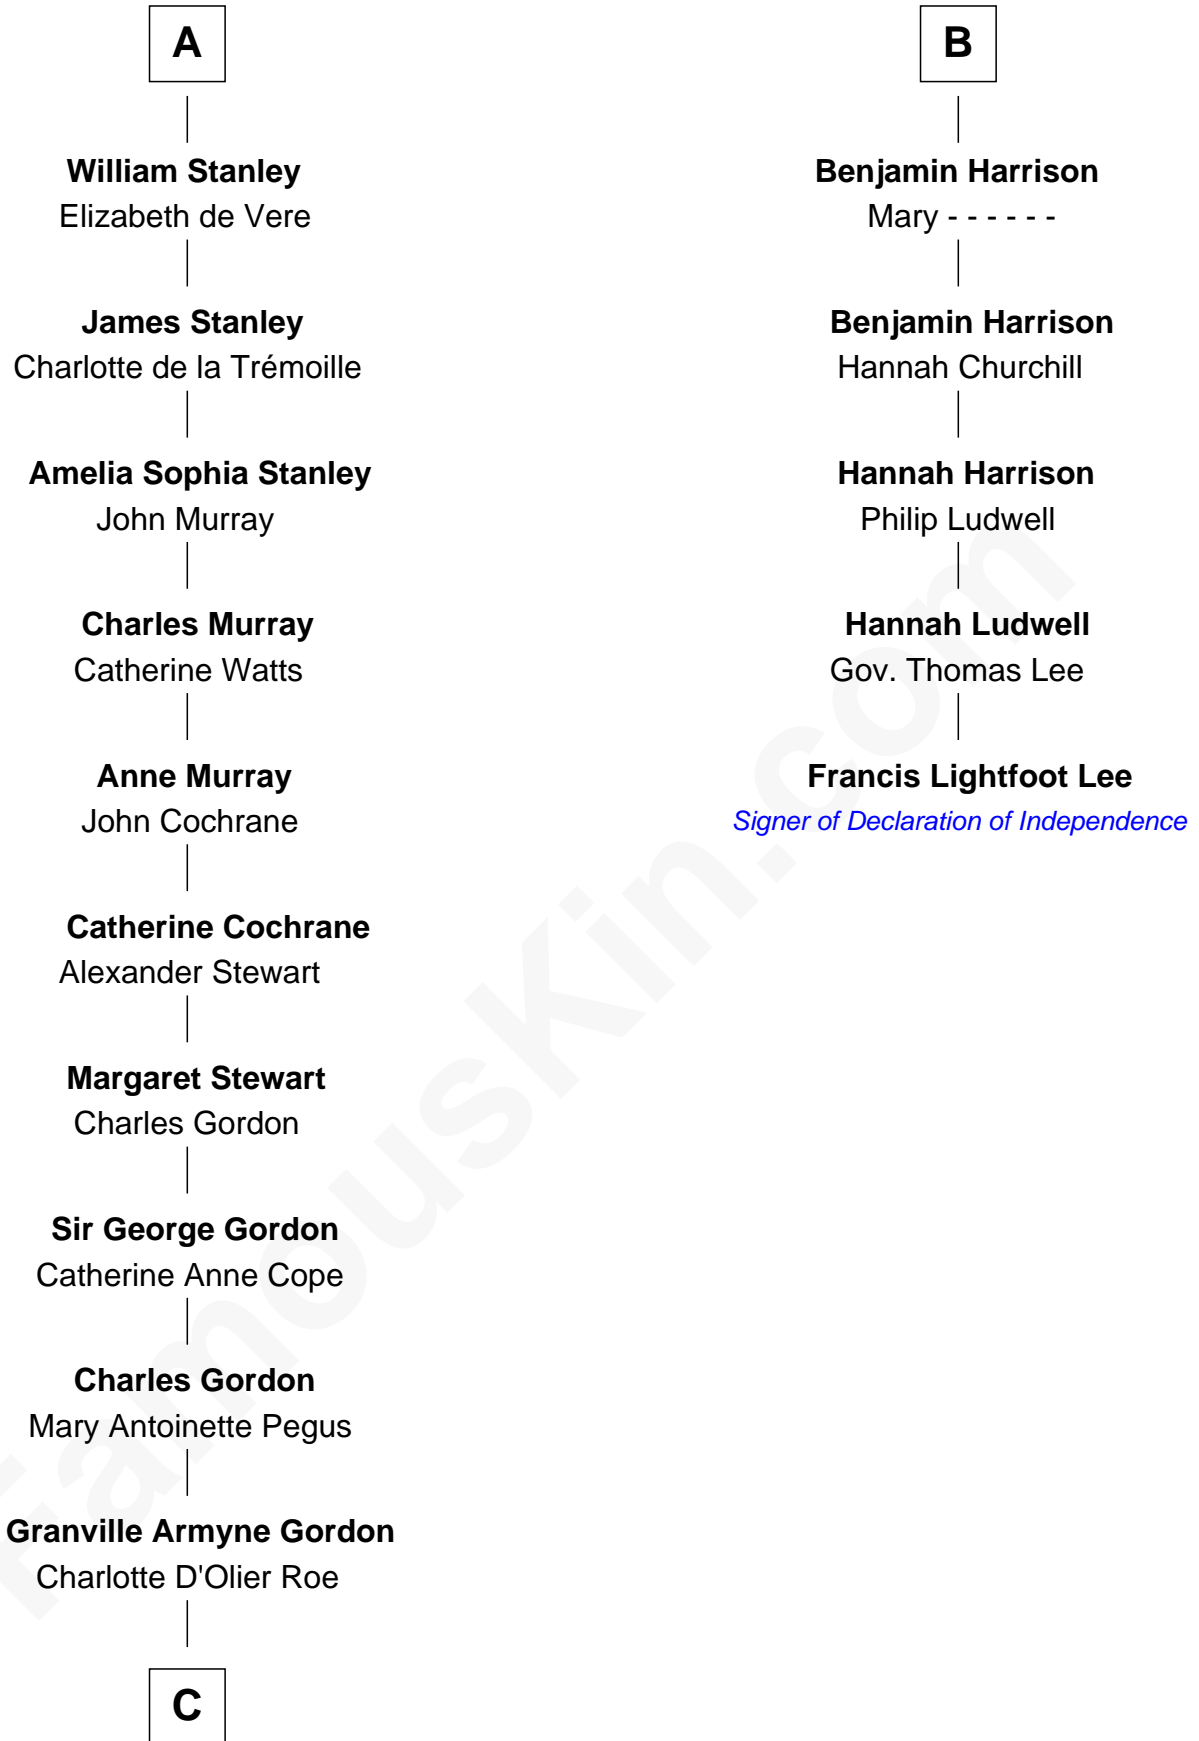 A
William Stanley
Elizabeth de Vere
James Stanley
Charlotte de la Trémoille
Amelia Sophia Stanley
John Murray
Charles Murray
Catherine Watts
Anne Murray
John Cochrane
Catherine Cochrane
Alexander Stewart
Margaret Stewart
Charles Gordon
Sir George Gordon
Catherine Anne Cope
Charles Gordon
Mary Antoinette Pegus
Granville Armyne Gordon
Charlotte D'Olier Roe
C
B
Benjamin Harrison
Mary - - - - - -
Benjamin Harrison
Hannah Churchill
Hannah Harrison
Philip Ludwell
Hannah Ludwell
Gov. Thomas Lee
Francis Lightfoot Lee
Signer of Declaration of Independence
FamousKin.com